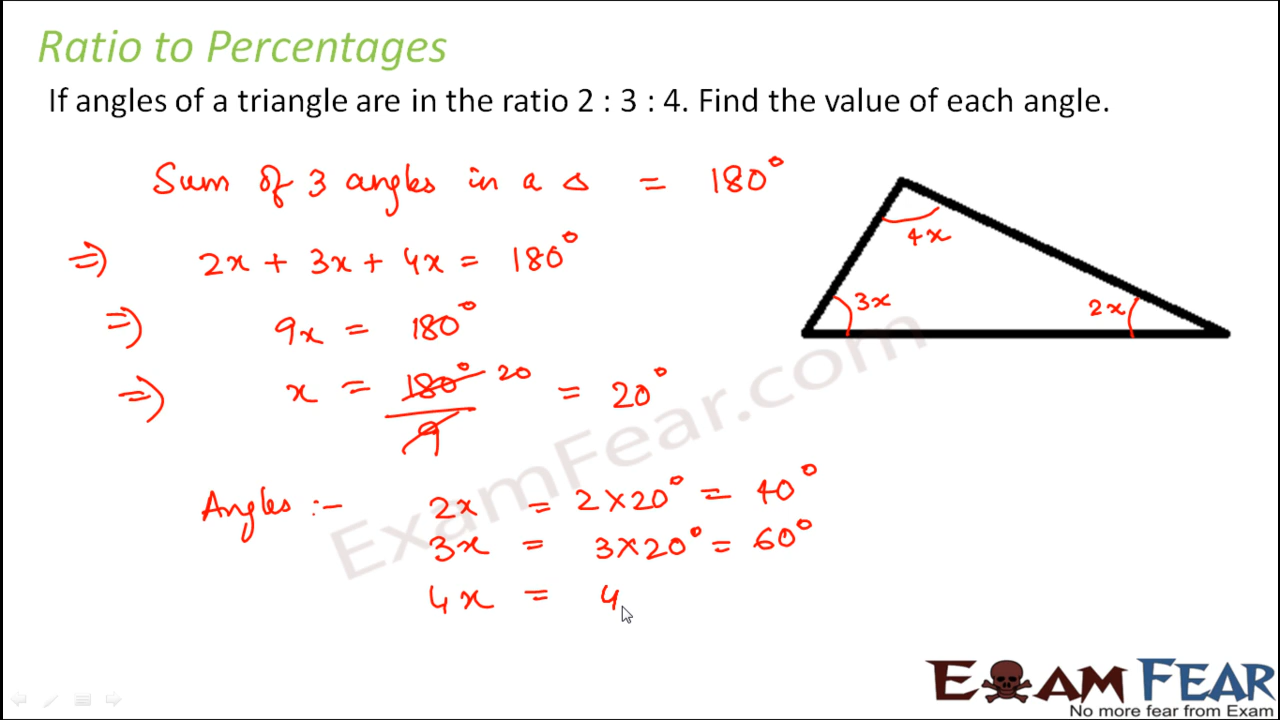 Ratio to Percentages
If angles of a triangle are in the ratio 2 : 3 : 4. Find the value of each angle.
Sum of 3 angles in a Δ = 180°
⇒ 2x + 3x + 4x = 180°
⇒ 9x = 180°
⇒ x = 180°/9 20 = 20°
Angles :- 2x = 2×20° = 40°
3x = 3×20° = 60°
4x = 4
4x
3x
2x
ExamFear.com
EXAM FEAR
No more fear from Exam